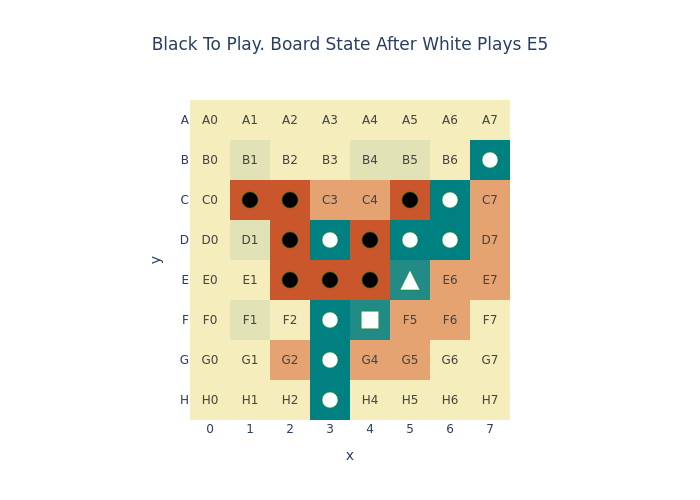 Black To Play. Board State After White Plays E5
A A0 A1 A2 A3 A4 A5 A6 A7
B B0 B1 B2 B3 B4 B5 B6
C C0 C3 C4 C7
D D0 D1 D7
E E0 E1 E6 E7
F F0 F1 F2 F5 F6 F7
G G0 G1 G2 G4 G5 G6 G7
H H0 H1 H2 H4 H5 H6 H7
0 1 2 3 4 5 6 7
x
y